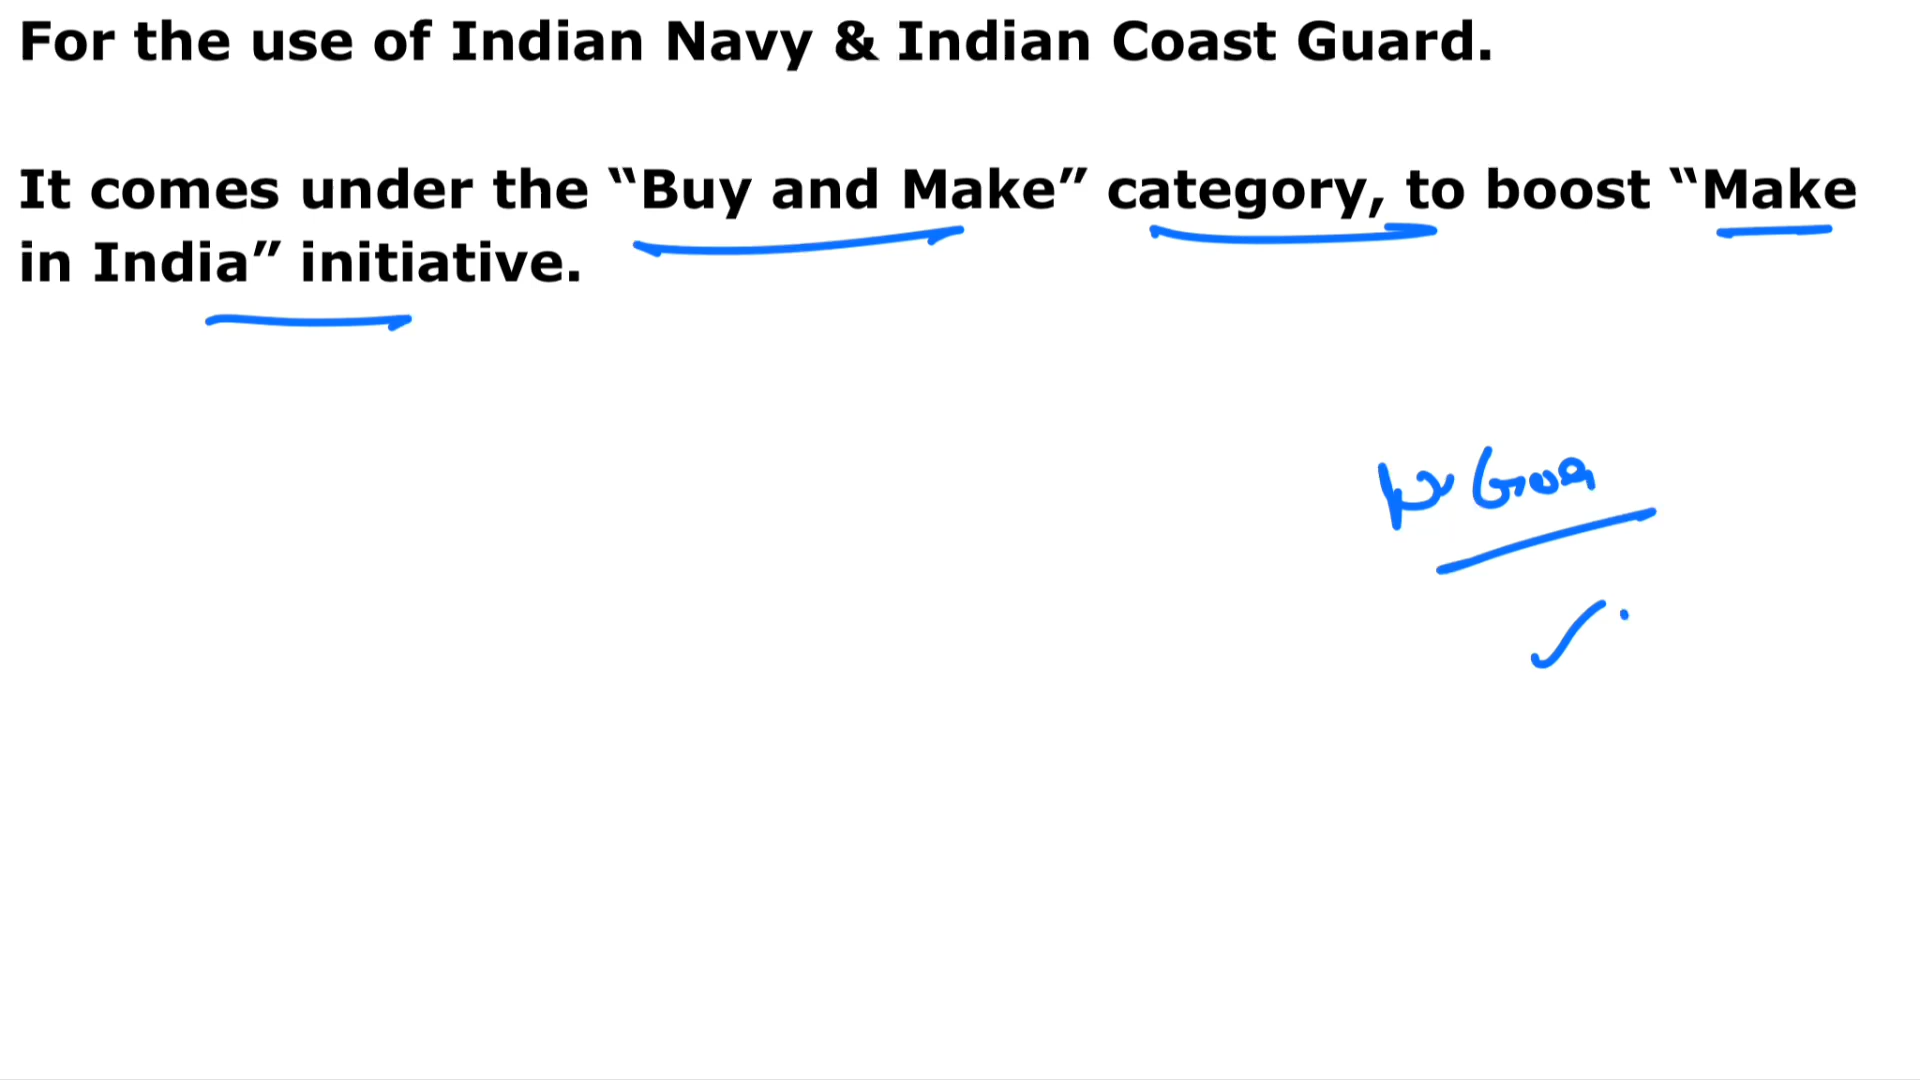 For the use of Indian Navy & Indian Coast Guard.
It comes under the “Buy and Make” category, to boost “Make
in India” initiative.